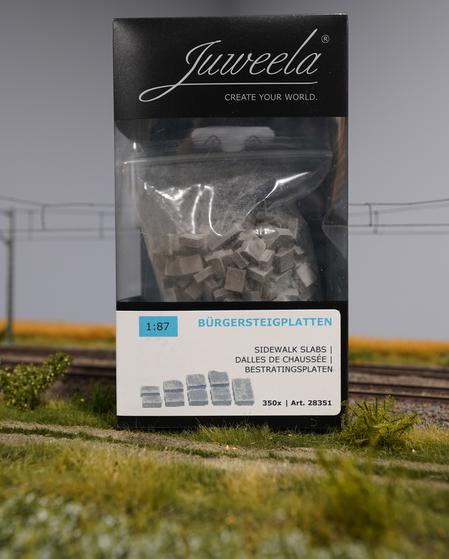 Juweela®
CREATE YOUR WORLD.
1:87
BÜRGERSTEIGPLATTEN
SIDEWALK SLABS |
DALLES DE CHAUSSÉE |
BESTRATINGSPLATEN
350x | Art. 28351